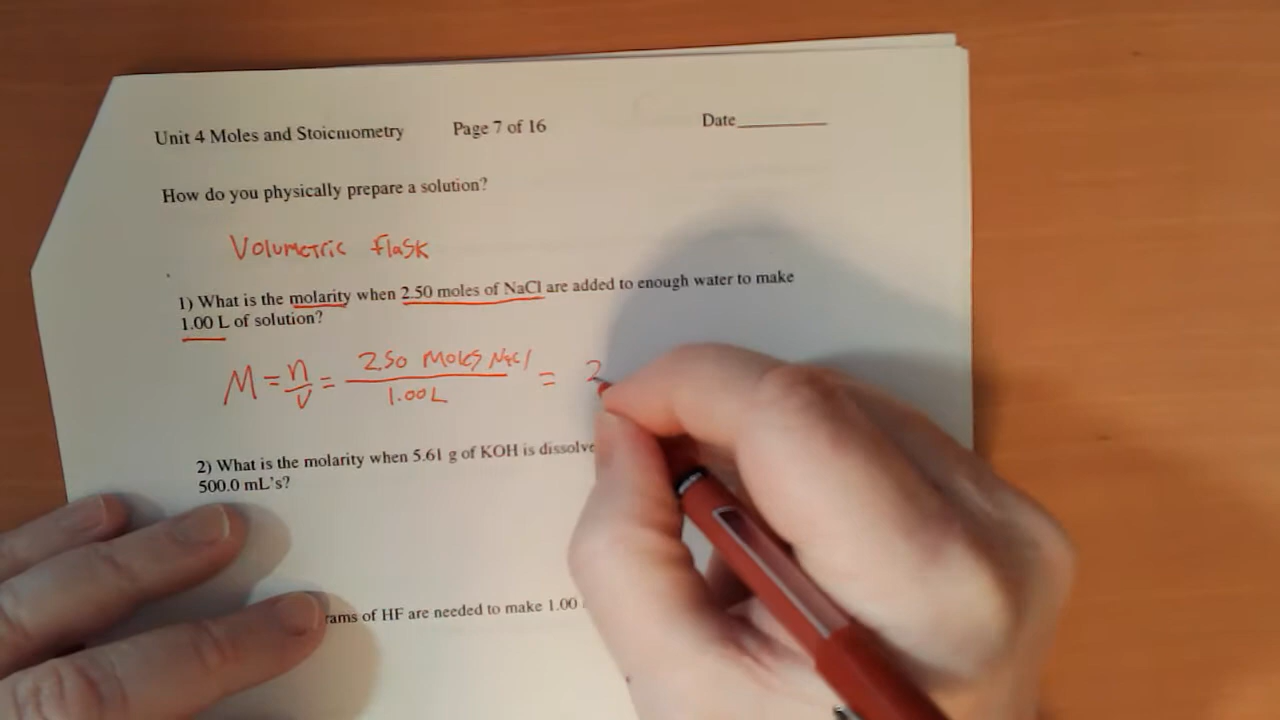 Unit 4 Moles and Stoichiometry Page 7 of 16 Date__________
How do you physically prepare a solution?
Volumetric flask
1) What is the molarity when 2.50 moles of NaCl are added to enough water to make
1.00 L of solution?
M = n/V = 2.50 Moles NaCl / 1.00 L = 2
2) What is the molarity when 5.61 g of KOH is dissolve
500.0 mL's?
rams of HF are needed to make 1.00